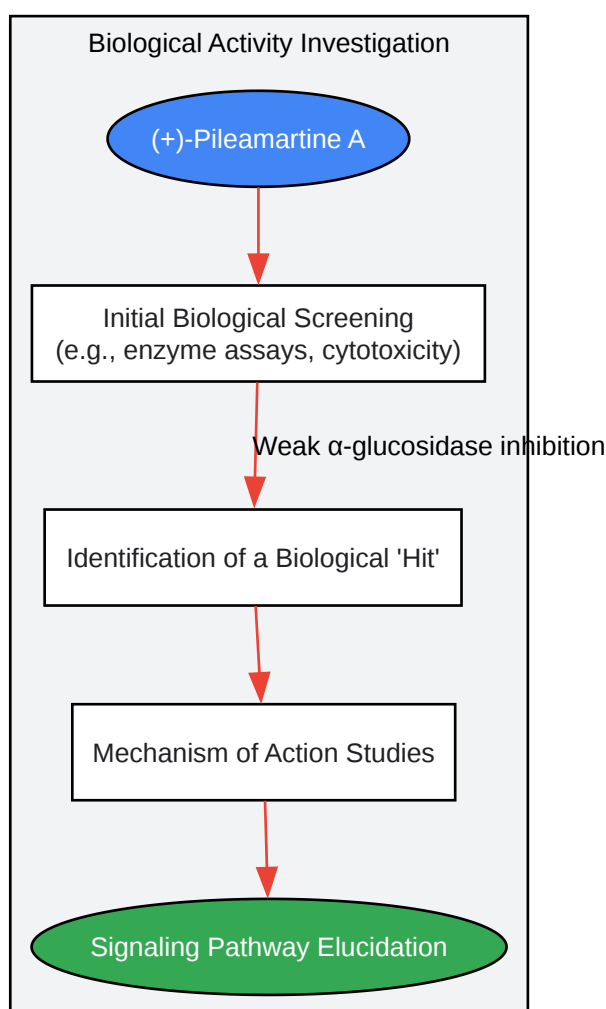 Biological Activity Investigation
(+)-Pileamartine A
Initial Biological Screening
(e.g., enzyme assays, cytotoxicity)
Weak α-glucosidase inhibition
Identification of a Biological 'Hit'
Mechanism of Action Studies
Signaling Pathway Elucidation